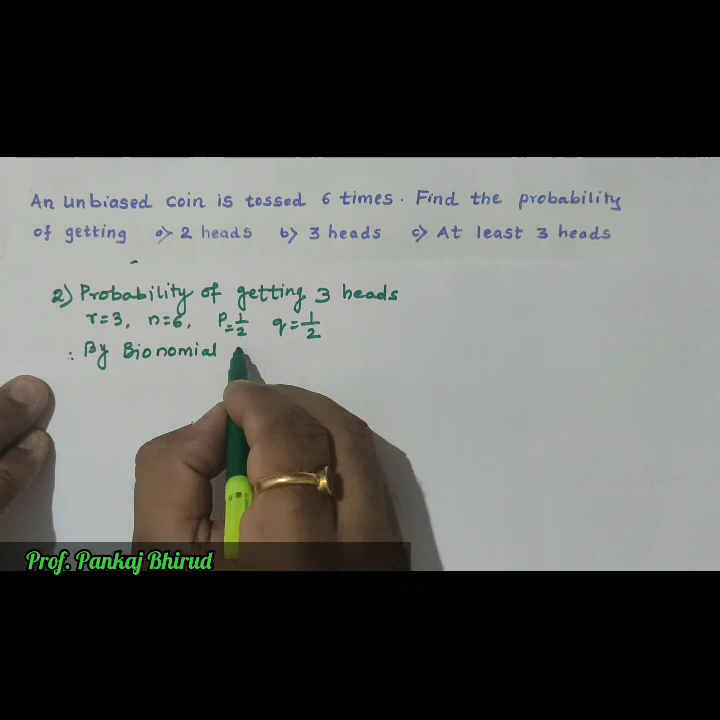 An unbiased coin is tossed 6 times. Find the probability
of getting a) 2 heads b) 3 heads c) At least 3 heads
2) Probability of getting 3 heads
r=3, n=6, P=1/2 q=1/2
∴ By Bionomial
Prof. Pankaj Bhirud